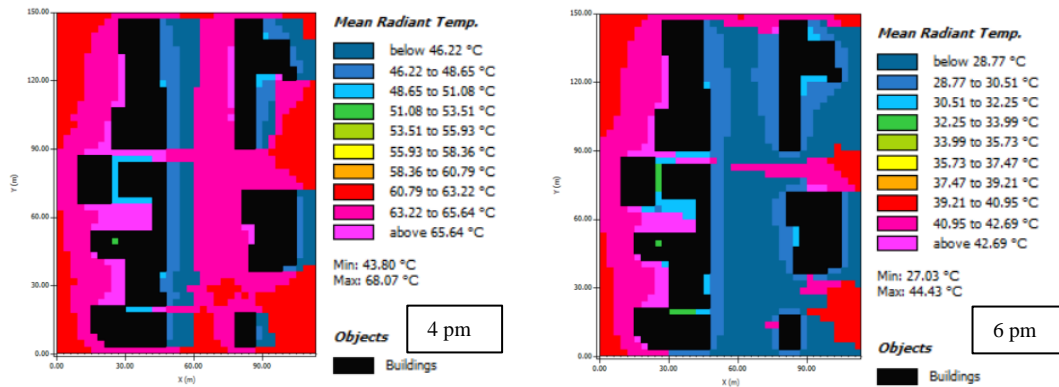 Mean Radiant Temp.
below 46.22 °C
46.22 to 48.65 °C
48.65 to 51.08 °C
51.08 to 53.51 °C
53.51 to 55.93 °C
55.93 to 58.36 °C
58.36 to 60.79 °C
60.79 to 63.22 °C
63.22 to 65.64 °C
above 65.64 °C
Min: 43.80 °C
Max: 68.07 °C
4 pm
Objects
Buildings
150.00
120.00
90.00
60.00
30.00
0.00
Y (m)
0.00 30.00 60.00 90.00
X (m)
Mean Radiant Temp.
below 28.77 °C
28.77 to 30.51 °C
30.51 to 32.25 °C
32.25 to 33.99 °C
33.99 to 35.73 °C
35.73 to 37.47 °C
37.47 to 39.21 °C
39.21 to 40.95 °C
40.95 to 42.69 °C
above 42.69 °C
Min: 27.03 °C
Max: 44.43 °C
6 pm
Objects
Buildings
150.00
120.00
90.00
60.00
30.00
0.00
Y (m)
0.00 30.00 60.00 90.00
X (m)